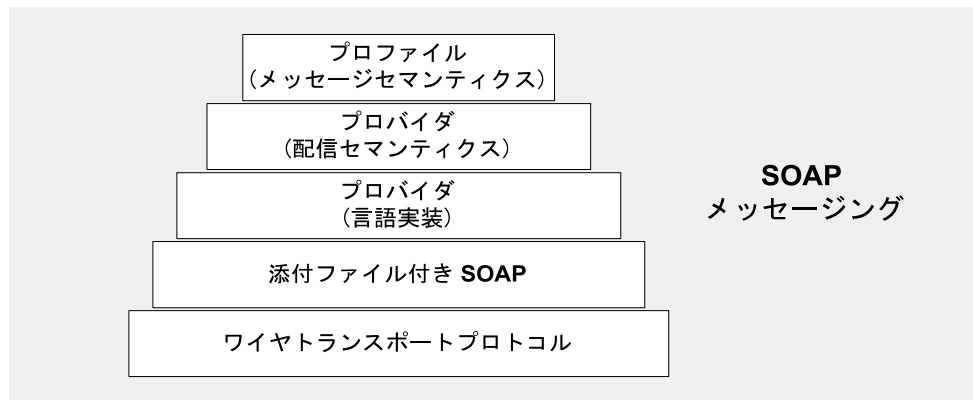 プロファイル
(メッセージセマンティクス)
プロバイダ
(配信セマンティクス)
プロバイダ
(言語実装)
添付ファイル付き SOAP
ワイヤトランスポートプロトコル
SOAP
メッセージング